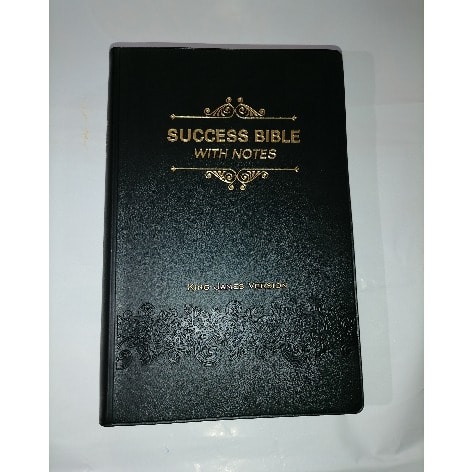 SUCCESS BIBLE
WITH NOTES
KING JAMES VERSION